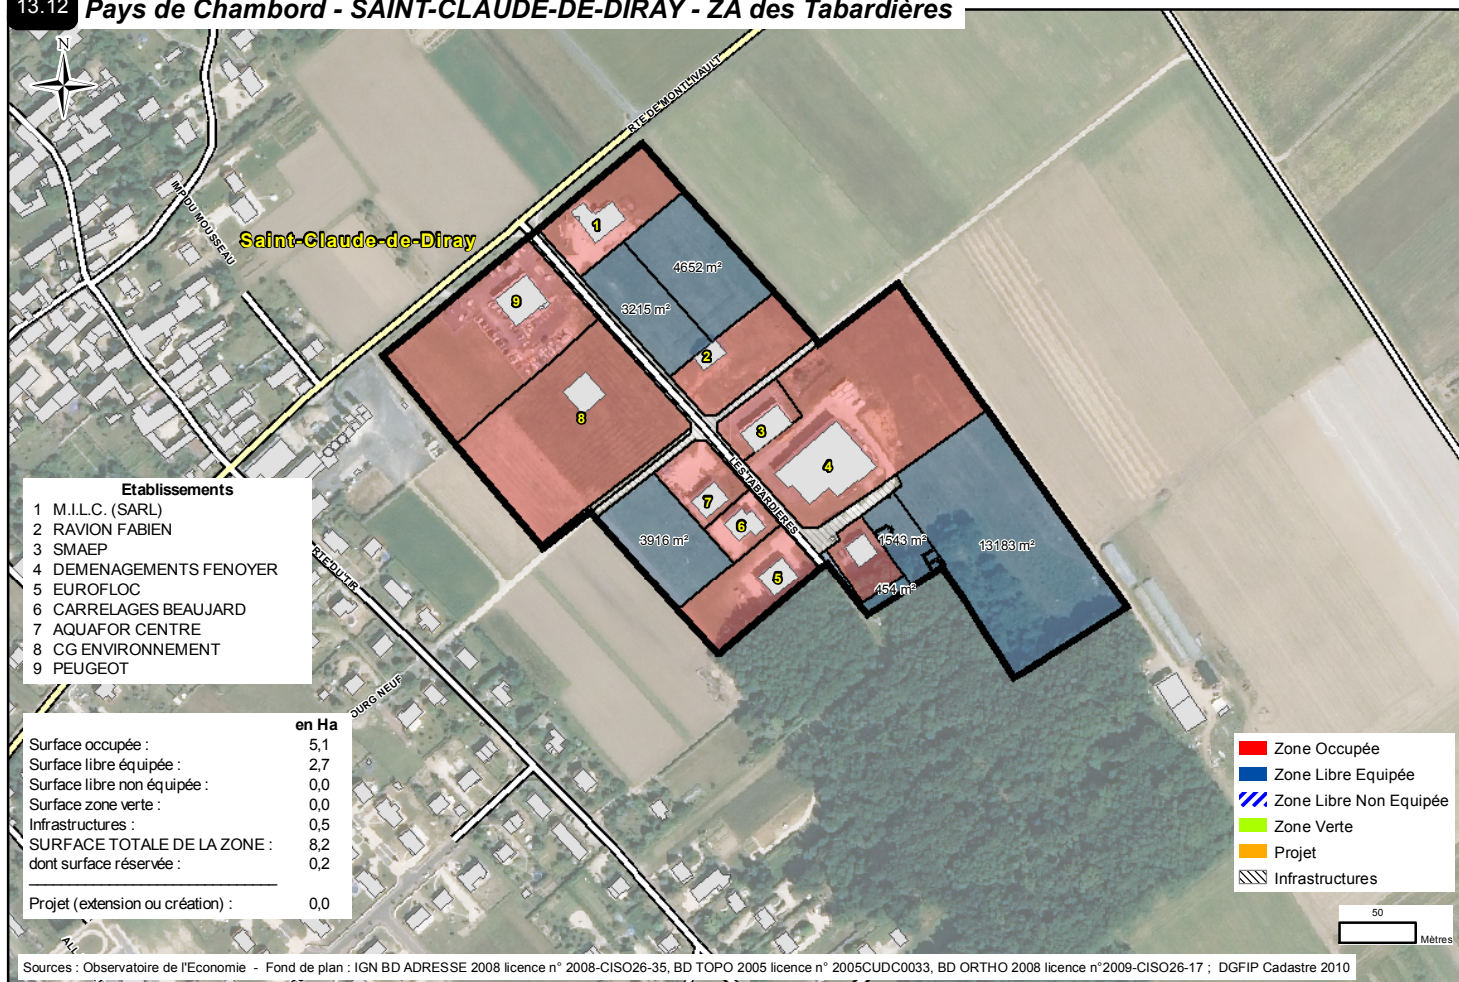 13.12 Pays de Chambord - SAINT-CLAUDE-DE-DIRAY - ZA des Tabardières
N
RTE DE MONTLIVAULT
IMP DU MOUSSEAU
Saint-Claude-de-Diray
1
4652 m²
3215 m²
9
2
8
3
4
LES TABARDIERES
7
6
3916 m²
1543 m²
13183 m²
5
454 m²
RTE DU TIR
BOURG NEUF
ALL
Etablissements
1 M.I.L.C. (SARL)
2 RAVION FABIEN
3 SMAEP
4 DEMENAGEMENTS FENOYER
5 EUROFLOC
6 CARRELAGES BEAUJARD
7 AQUAFOR CENTRE
8 CG ENVIRONNEMENT
9 PEUGEOT
en Ha
Surface occupée : 5,1
Surface libre équipée : 2,7
Surface libre non équipée : 0,0
Surface zone verte : 0,0
Infrastructures : 0,5
SURFACE TOTALE DE LA ZONE : 8,2
dont surface réservée : 0,2
Projet (extension ou création) : 0,0
Zone Occupée
Zone Libre Equipée
Zone Libre Non Equipée
Zone Verte
Projet
Infrastructures
50
Mètres
Sources : Observatoire de l'Economie - Fond de plan : IGN BD ADRESSE 2008 licence n° 2008-CISO26-35, BD TOPO 2005 licence n° 2005CUDC0033, BD ORTHO 2008 licence n°2009-CISO26-17 ; DGFIP Cadastre 2010